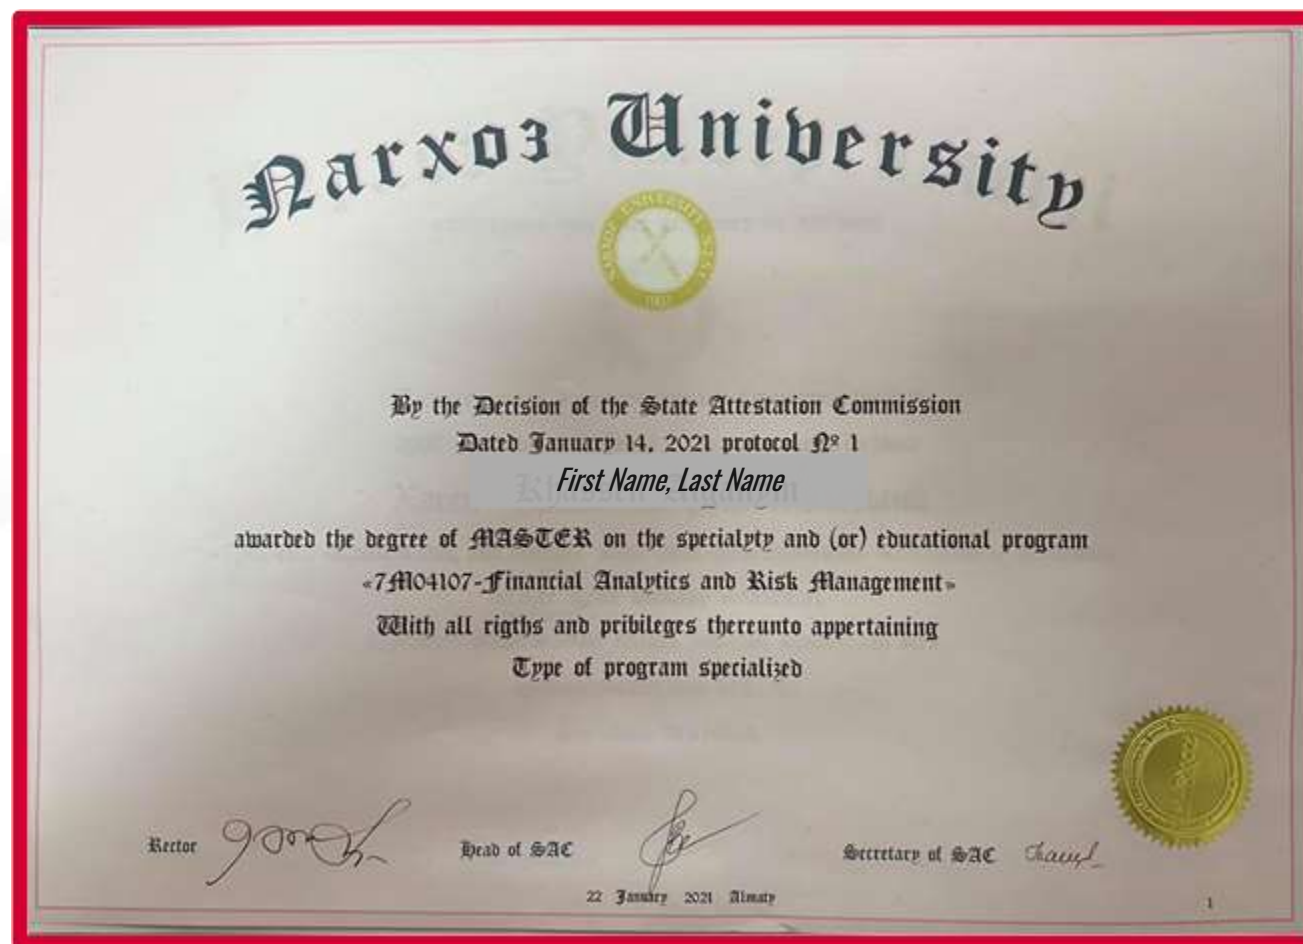 Narxoз University
NARXOZ UNIVERSITY
By the Decision of the State Attestation Commission
Dated January 14, 2021 protocol № 1
First Name, Last Name
awarded the degree of MASTER on the specialyty and (or) educational program
«7M04107-Financial Analytics and Risk Management»
With all rigths and pribileges thereunto appertaining
Type of program specialized
Rector
Head of SAC
Secretary of SAC
22 January 2021 Almaty
1